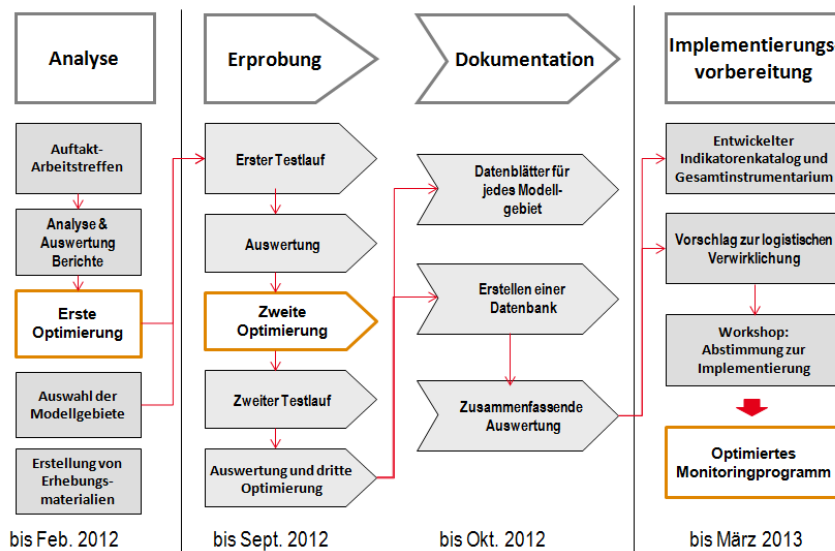 Analyse
Auftakt-
Arbeitstreffen
Analyse &
Auswertung
Berichte
Erste
Optimierung
Auswahl der
Modellgebiete
Erstellung von
Erhebungs-
materialien
bis Feb. 2012
Erprobung
Erster Testlauf
Auswertung
Zweite
Optimierung
Zweiter Testlauf
Auswertung und dritte
Optimierung
bis Sept. 2012
Dokumentation
Datenblätter für
jedes Modell-
gebiet
Erstellen einer
Datenbank
Zusammenfassende
Auswertung
bis Okt. 2012
Implementierungs-
vorbereitung
Entwickelter
Indikatorenkatalog und
Gesamtinstrumentarium
Vorschlag zur logistischen
Verwirklichung
Workshop:
Abstimmung zur
Implementierung
Optimiertes
Monitoringprogramm
bis März 2013